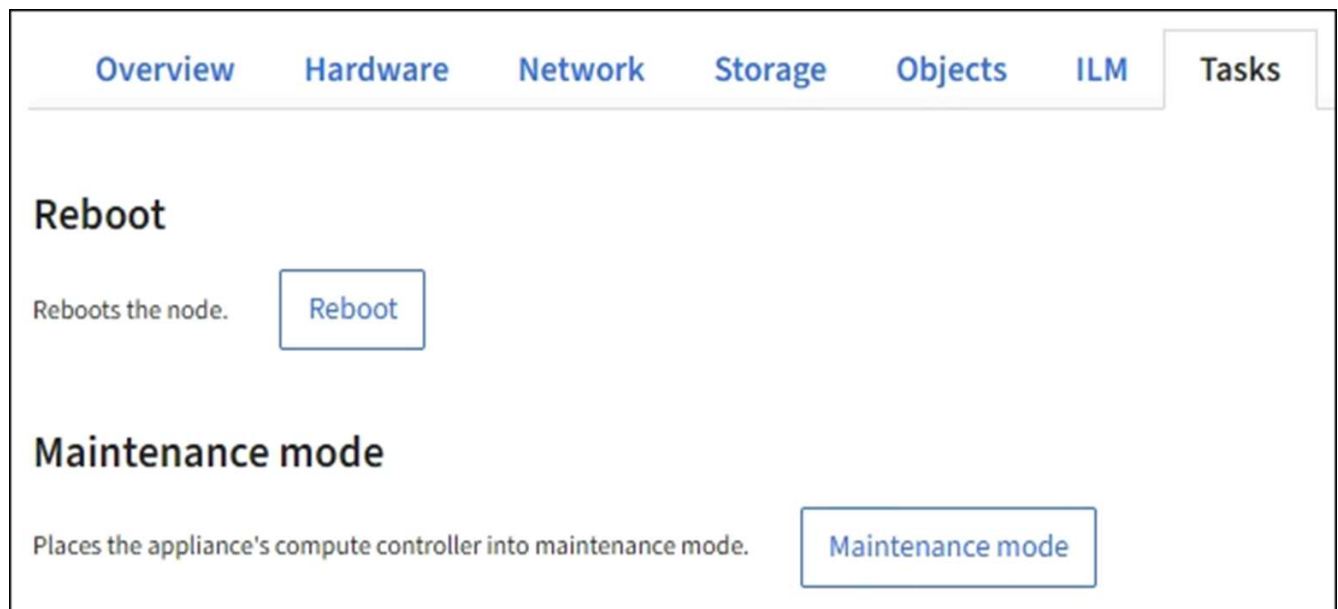 Overview Hardware Network Storage Objects ILM Tasks
Reboot
Reboots the node. Reboot
Maintenance mode
Places the appliance's compute controller into maintenance mode. Maintenance mode